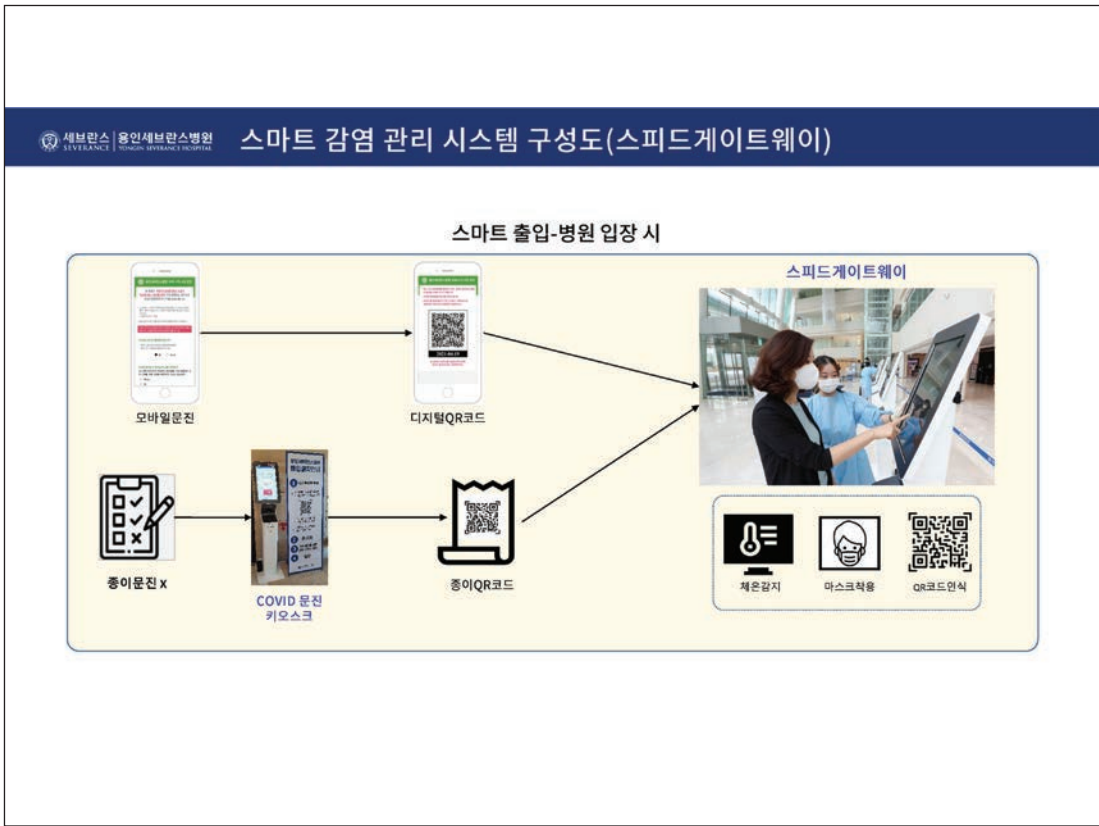 세브란스 용인세브란스병원
SEVERANCE YONGIN SEVERANCE HOSPITAL
스마트 감염 관리 시스템 구성도(스피드게이트웨이)
스마트 출입-병원 입장 시
스피드게이트웨이
2021-06-19
모바일문진
디지털QR코드
종이문진 x
COVID 문진
키오스크
종이QR코드
체온감지
마스크착용
QR코드인식